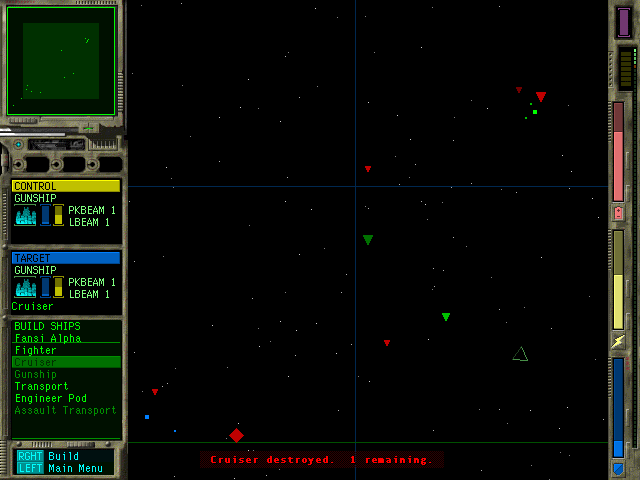 CONTROL
GUNSHIP
PKBEAM 1
LBEAM 1
TARGET
GUNSHIP
PKBEAM 1
LBEAM 1
Cruiser
BUILD SHIPS
Fansi Alpha
Fighter
Cruiser
Gunship
Transport
Engineer Pod
Assault Transport
RGHT Build
LEFT Main Menu
Cruiser destroyed. 1 remaining.